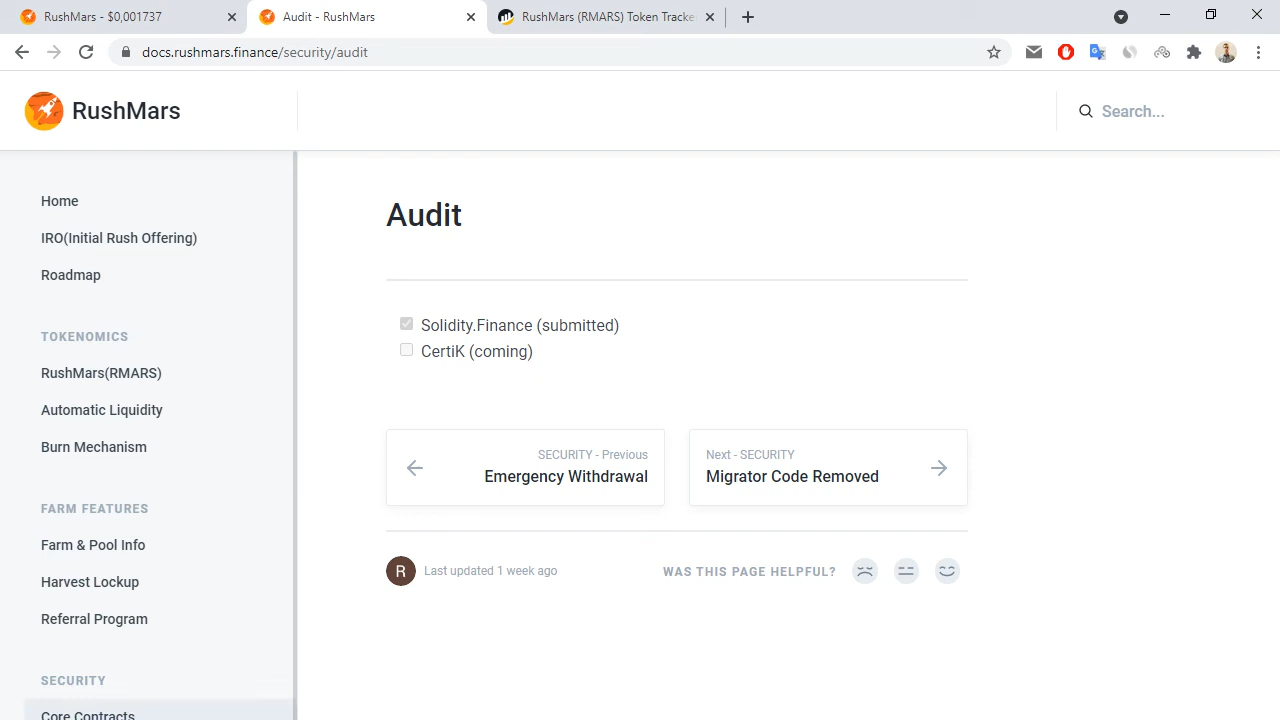 RushMars - $0,001737
Audit - RushMars
RushMars (RMARS) Token Tracke
docs.rushmars.finance/security/audit
RushMars
Search...
Home
IRO(Initial Rush Offering)
Roadmap
TOKENOMICS
RushMars(RMARS)
Automatic Liquidity
Burn Mechanism
FARM FEATURES
Farm & Pool Info
Harvest Lockup
Referral Program
SECURITY
Core Contracts
Audit
Solidity.Finance (submitted)
CertiK (coming)
SECURITY - Previous
Emergency Withdrawal
Next - SECURITY
Migrator Code Removed
R
Last updated 1 week ago
WAS THIS PAGE HELPFUL?